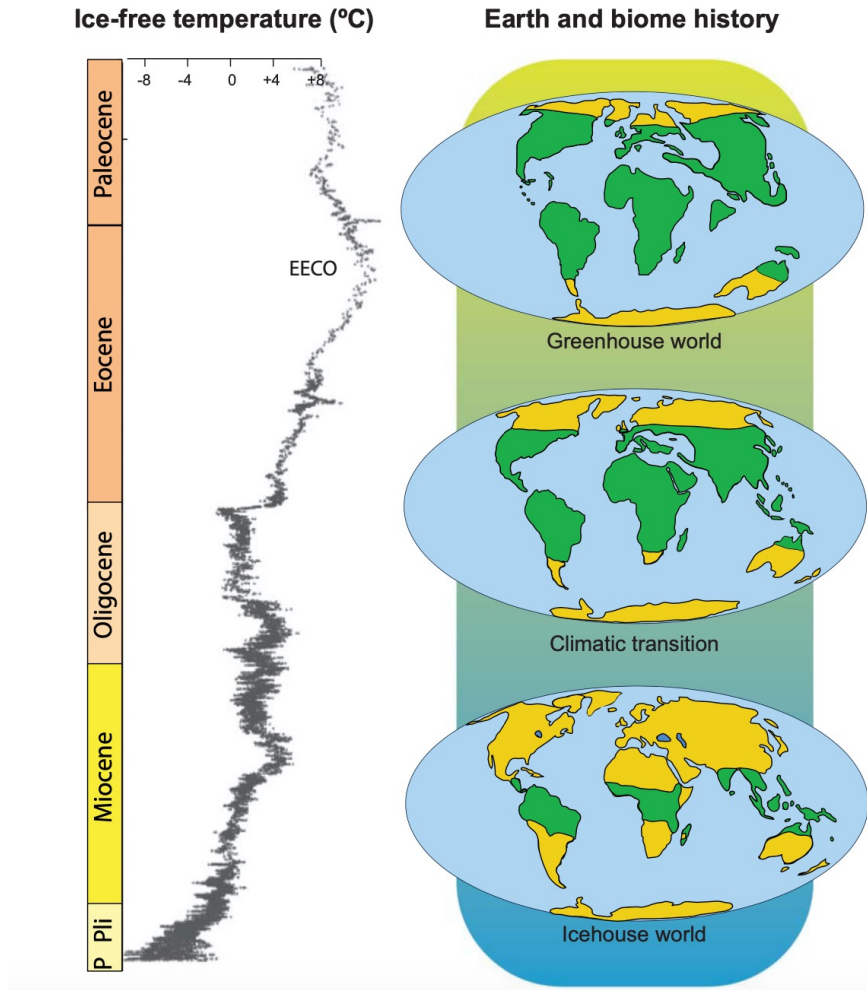 Ice-free temperature (ºC)
Earth and biome history
-8 -4 0 +4 +8
Paleocene
Eocene
Oligocene
Miocene
Pli
P
EECO
Greenhouse world
Climatic transition
Icehouse world